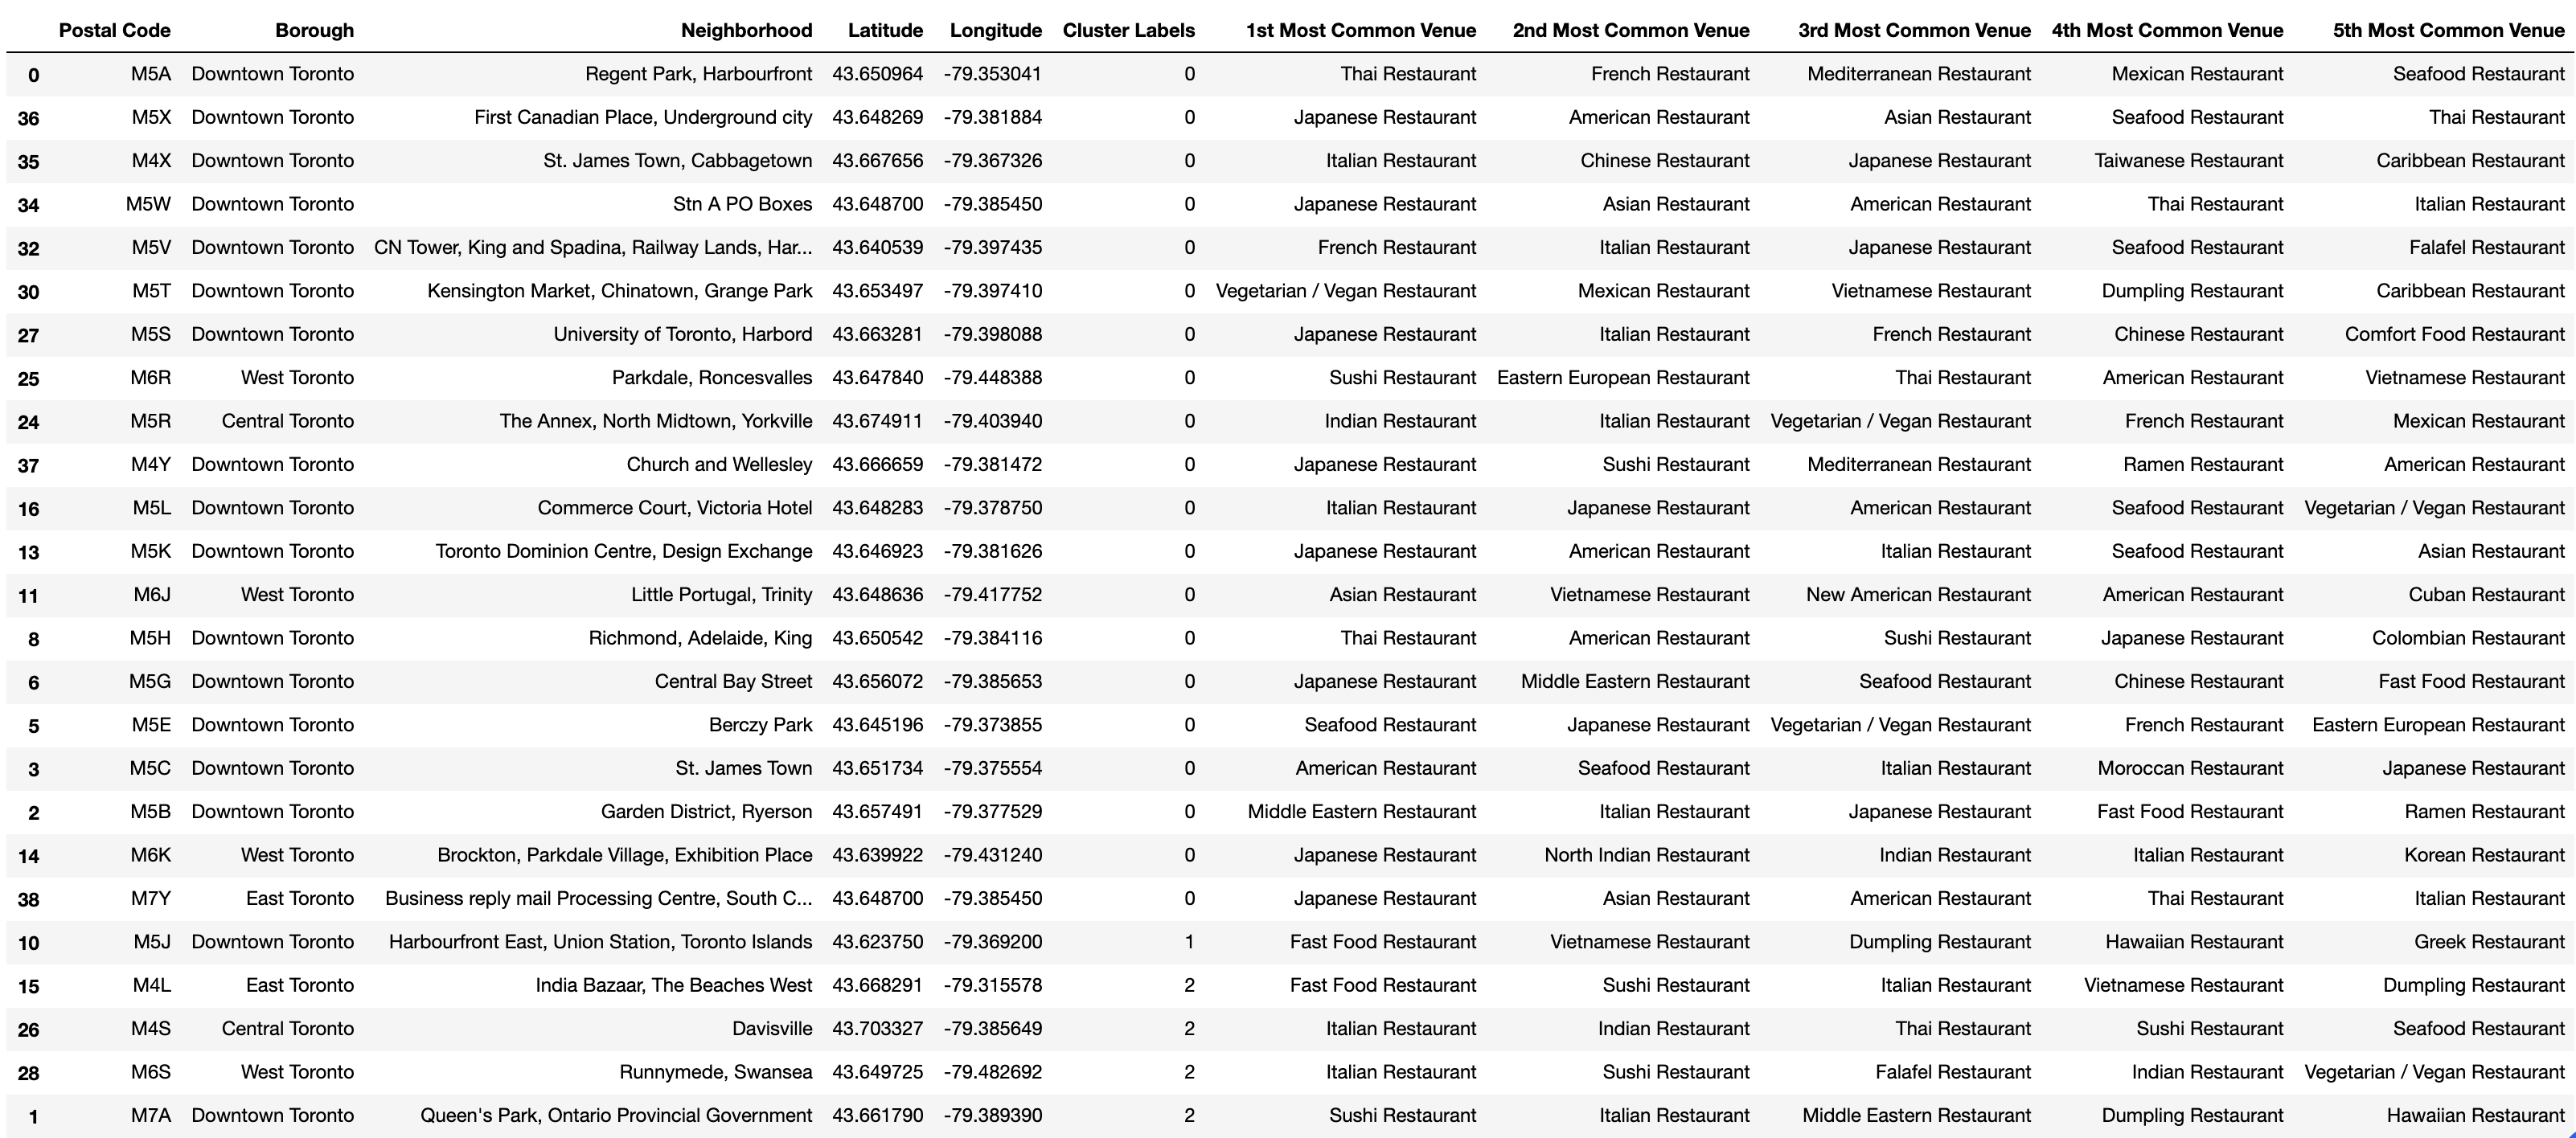 Postal Code Borough Neighborhood Latitude Longitude Cluster Labels 1st Most Common Venue 2nd Most Common Venue 3rd Most Common Venue 4th Most Common Venue 5th Most Common Venue
0 M5A Downtown Toronto Regent Park, Harbourfront 43.650964 -79.353041 0 Thai Restaurant French Restaurant Mediterranean Restaurant Mexican Restaurant Seafood Restaurant
36 M5X Downtown Toronto First Canadian Place, Underground city 43.648269 -79.381884 0 Japanese Restaurant American Restaurant Asian Restaurant Seafood Restaurant Thai Restaurant
35 M4X Downtown Toronto St. James Town, Cabbagetown 43.667656 -79.367326 0 Italian Restaurant Chinese Restaurant Japanese Restaurant Taiwanese Restaurant Caribbean Restaurant
34 M5W Downtown Toronto Stn A PO Boxes 43.648700 -79.385450 0 Japanese Restaurant Asian Restaurant American Restaurant Thai Restaurant Italian Restaurant
32 M5V Downtown Toronto CN Tower, King and Spadina, Railway Lands, Har... 43.640539 -79.397435 0 French Restaurant Italian Restaurant Japanese Restaurant Seafood Restaurant Falafel Restaurant
30 M5T Downtown Toronto Kensington Market, Chinatown, Grange Park 43.653497 -79.397410 0 Vegetarian / Vegan Restaurant Mexican Restaurant Vietnamese Restaurant Dumpling Restaurant Caribbean Restaurant
27 M5S Downtown Toronto University of Toronto, Harbord 43.663281 -79.398088 0 Japanese Restaurant Italian Restaurant French Restaurant Chinese Restaurant Comfort Food Restaurant
25 M6R West Toronto Parkdale, Roncesvalles 43.647840 -79.448388 0 Sushi Restaurant Eastern European Restaurant Thai Restaurant American Restaurant Vietnamese Restaurant
24 M5R Central Toronto The Annex, North Midtown, Yorkville 43.674911 -79.403940 0 Indian Restaurant Italian Restaurant Vegetarian / Vegan Restaurant French Restaurant Mexican Restaurant
37 M4Y Downtown Toronto Church and Wellesley 43.666659 -79.381472 0 Japanese Restaurant Sushi Restaurant Mediterranean Restaurant Ramen Restaurant American Restaurant
16 M5L Downtown Toronto Commerce Court, Victoria Hotel 43.648283 -79.378750 0 Italian Restaurant Japanese Restaurant American Restaurant Seafood Restaurant Vegetarian / Vegan Restaurant
13 M5K Downtown Toronto Toronto Dominion Centre, Design Exchange 43.646923 -79.381626 0 Japanese Restaurant American Restaurant Italian Restaurant Seafood Restaurant Asian Restaurant
11 M6J West Toronto Little Portugal, Trinity 43.648636 -79.417752 0 Asian Restaurant Vietnamese Restaurant New American Restaurant American Restaurant Cuban Restaurant
8 M5H Downtown Toronto Richmond, Adelaide, King 43.650542 -79.384116 0 Thai Restaurant American Restaurant Sushi Restaurant Japanese Restaurant Colombian Restaurant
6 M5G Downtown Toronto Central Bay Street 43.656072 -79.385653 0 Japanese Restaurant Middle Eastern Restaurant Seafood Restaurant Chinese Restaurant Fast Food Restaurant
5 M5E Downtown Toronto Berczy Park 43.645196 -79.373855 0 Seafood Restaurant Japanese Restaurant Vegetarian / Vegan Restaurant French Restaurant Eastern European Restaurant
3 M5C Downtown Toronto St. James Town 43.651734 -79.375554 0 American Restaurant Seafood Restaurant Italian Restaurant Moroccan Restaurant Japanese Restaurant
2 M5B Downtown Toronto Garden District, Ryerson 43.657491 -79.377529 0 Middle Eastern Restaurant Italian Restaurant Japanese Restaurant Fast Food Restaurant Ramen Restaurant
14 M6K West Toronto Brockton, Parkdale Village, Exhibition Place 43.639922 -79.431240 0 Japanese Restaurant North Indian Restaurant Indian Restaurant Italian Restaurant Korean Restaurant
38 M7Y East Toronto Business reply mail Processing Centre, South C... 43.648700 -79.385450 0 Japanese Restaurant Asian Restaurant American Restaurant Thai Restaurant Italian Restaurant
10 M5J Downtown Toronto Harbourfront East, Union Station, Toronto Islands 43.623750 -79.369200 1 Fast Food Restaurant Vietnamese Restaurant Dumpling Restaurant Hawaiian Restaurant Greek Restaurant
15 M4L East Toronto India Bazaar, The Beaches West 43.668291 -79.315578 2 Fast Food Restaurant Sushi Restaurant Italian Restaurant Vietnamese Restaurant Dumpling Restaurant
26 M4S Central Toronto Davisville 43.703327 -79.385649 2 Italian Restaurant Indian Restaurant Thai Restaurant Sushi Restaurant Seafood Restaurant
28 M6S West Toronto Runnymede, Swansea 43.649725 -79.482692 2 Italian Restaurant Sushi Restaurant Falafel Restaurant Indian Restaurant Vegetarian / Vegan Restaurant
1 M7A Downtown Toronto Queen's Park, Ontario Provincial Government 43.661790 -79.389390 2 Sushi Restaurant Italian Restaurant Middle Eastern Restaurant Dumpling Restaurant Hawaiian Restaurant